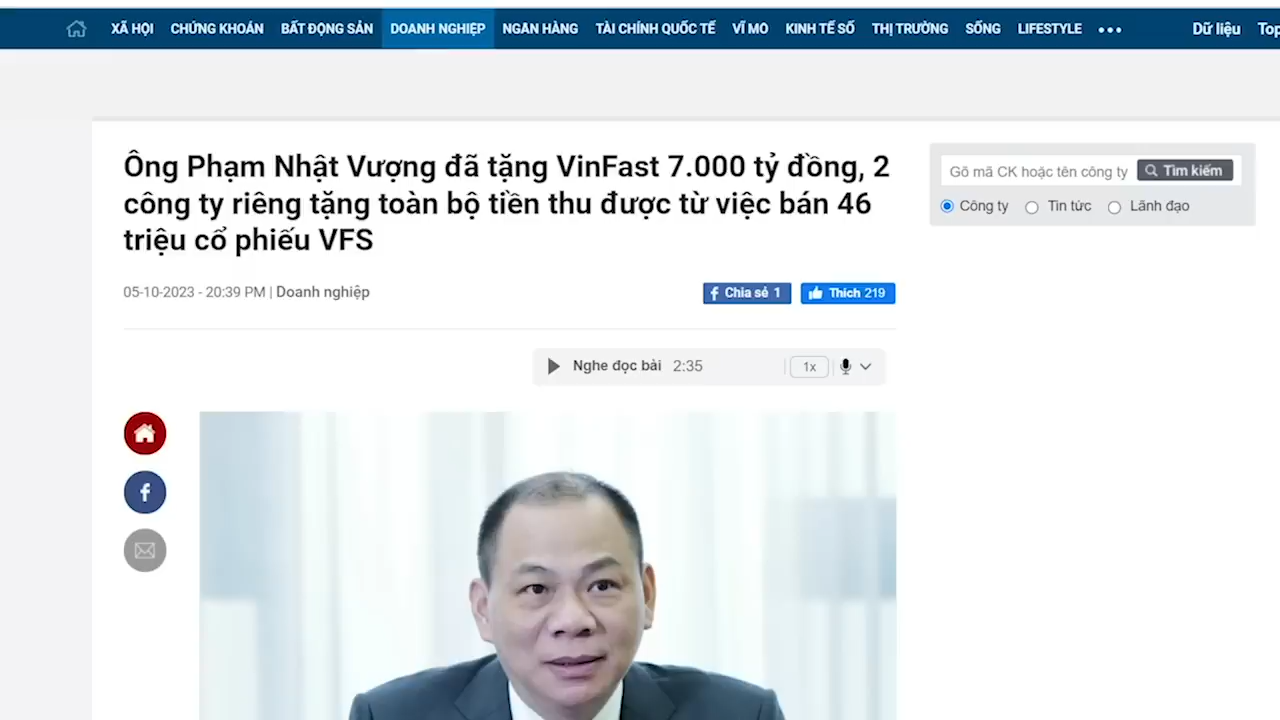 XÃ HỘI CHỨNG KHOÁN BẤT ĐỘNG SẢN DOANH NGHIỆP NGÂN HÀNG TÀI CHÍNH QUỐC TẾ VĨ MÔ KINH TẾ SỐ THỊ TRƯỜNG SỐNG LIFESTYLE Dữ liệu Top
Ông Phạm Nhật Vượng đã tặng VinFast 7.000 tỷ đồng, 2
công ty riêng tặng toàn bộ tiền thu được từ việc bán 46
triệu cổ phiếu VFS
05-10-2023 - 20:39 PM | Doanh nghiệp
Chia sẻ 1 Thích 219
Nghe đọc bài 2:35 1x
Gõ mã CK hoặc tên công ty Tìm kiếm
Công ty Tin tức Lãnh đạo